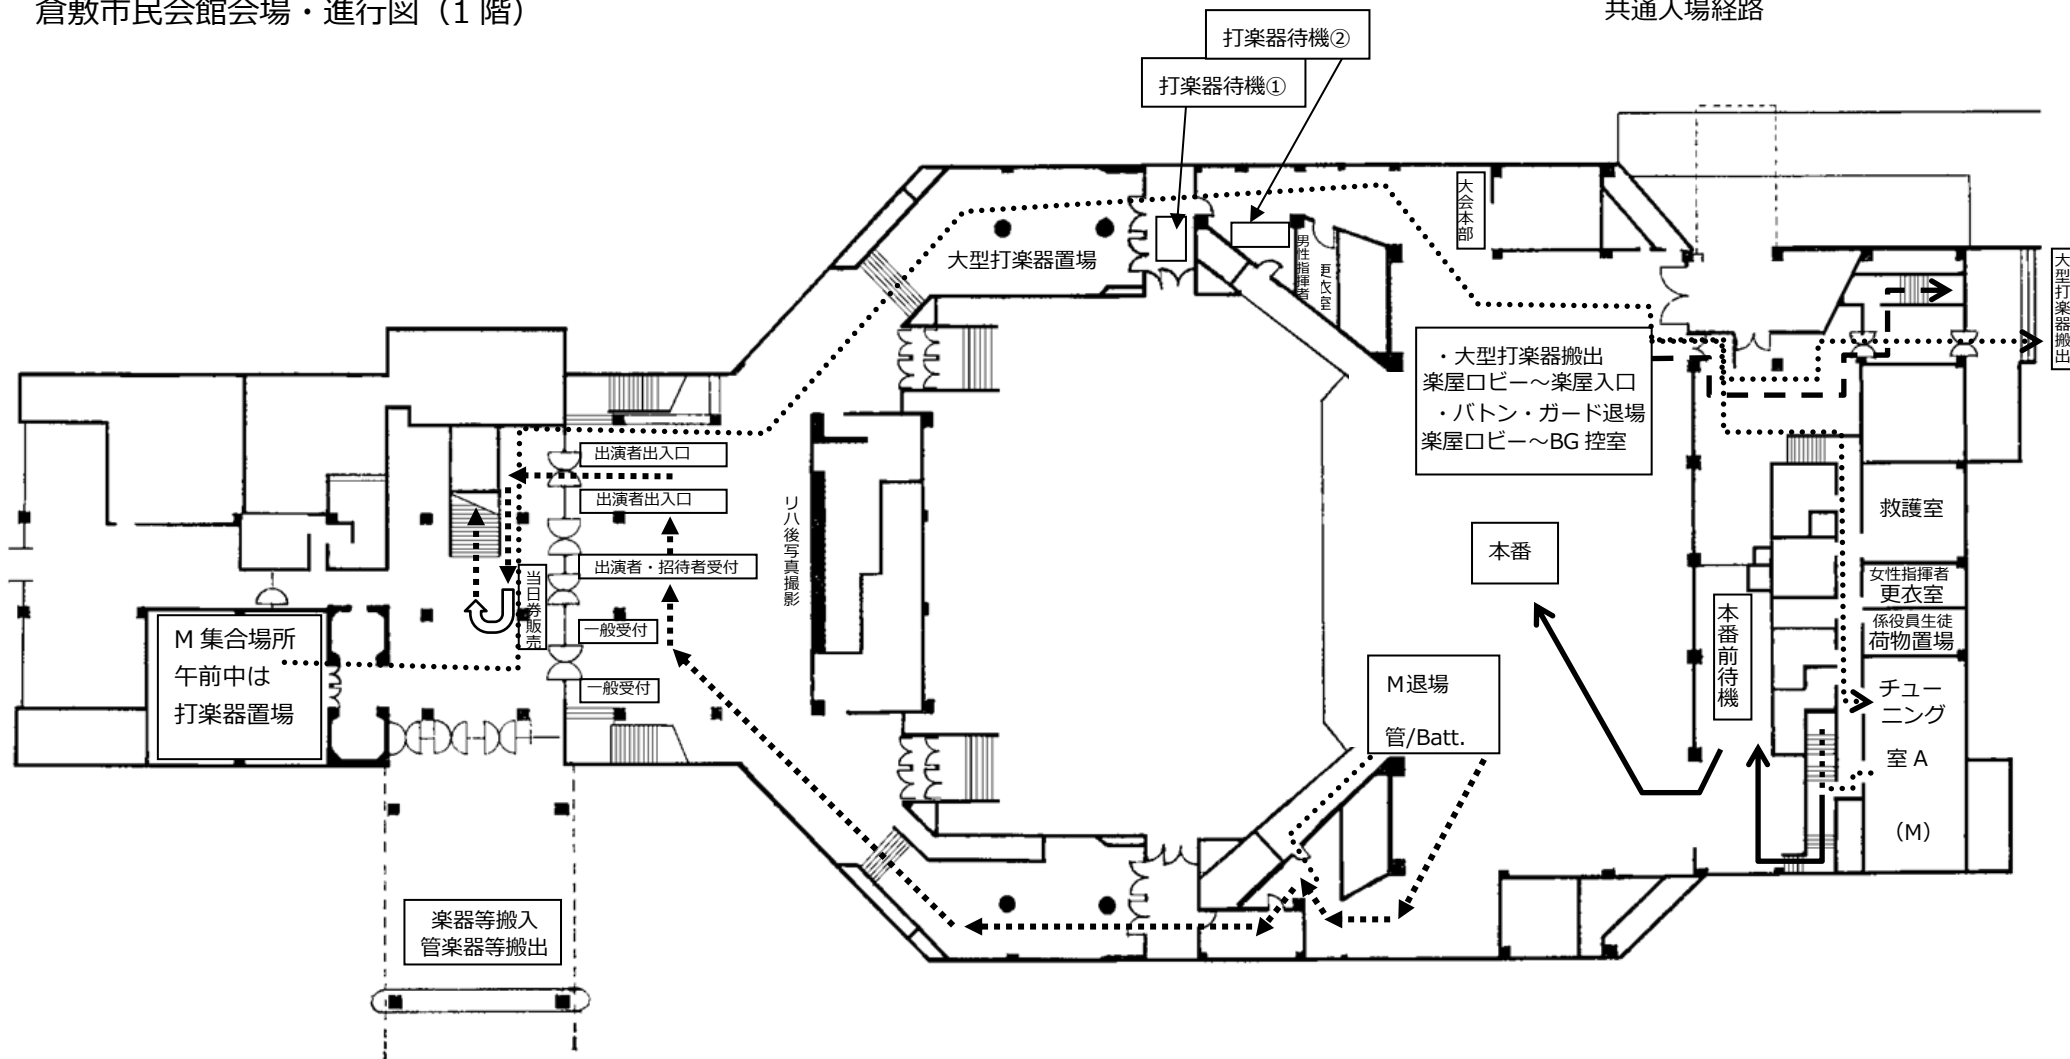 倉敷市民会館会場・進行図（1 階）
共通入場経路
打楽器待機②
打楽器待機①
大会本部
大型打楽器置場
男性指揮者
更衣室
大型打楽器搬出
・大型打楽器搬出
楽屋ロビー～楽屋入口
・バトン・ガード退場
楽屋ロビー～BG 控室
出演者出入口
出演者出入口
出演者・招待者受付
一般受付
一般受付
当日券販売
リハ後写真撮影
救護室
本番
女性指揮者
更衣室
係役員生徒
荷物置場
本番前待機
M 集合場所
午前中は
打楽器置場
M退場
管/Batt.
チュー
ニング
室 A
（M）
楽器等搬入
管楽器等搬出